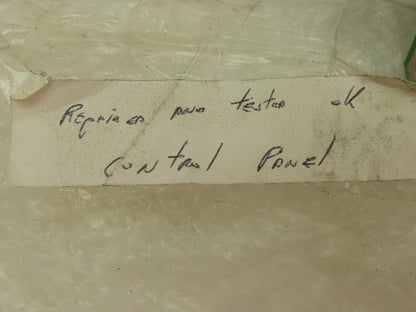 Repaired and tested OK
Control Panel